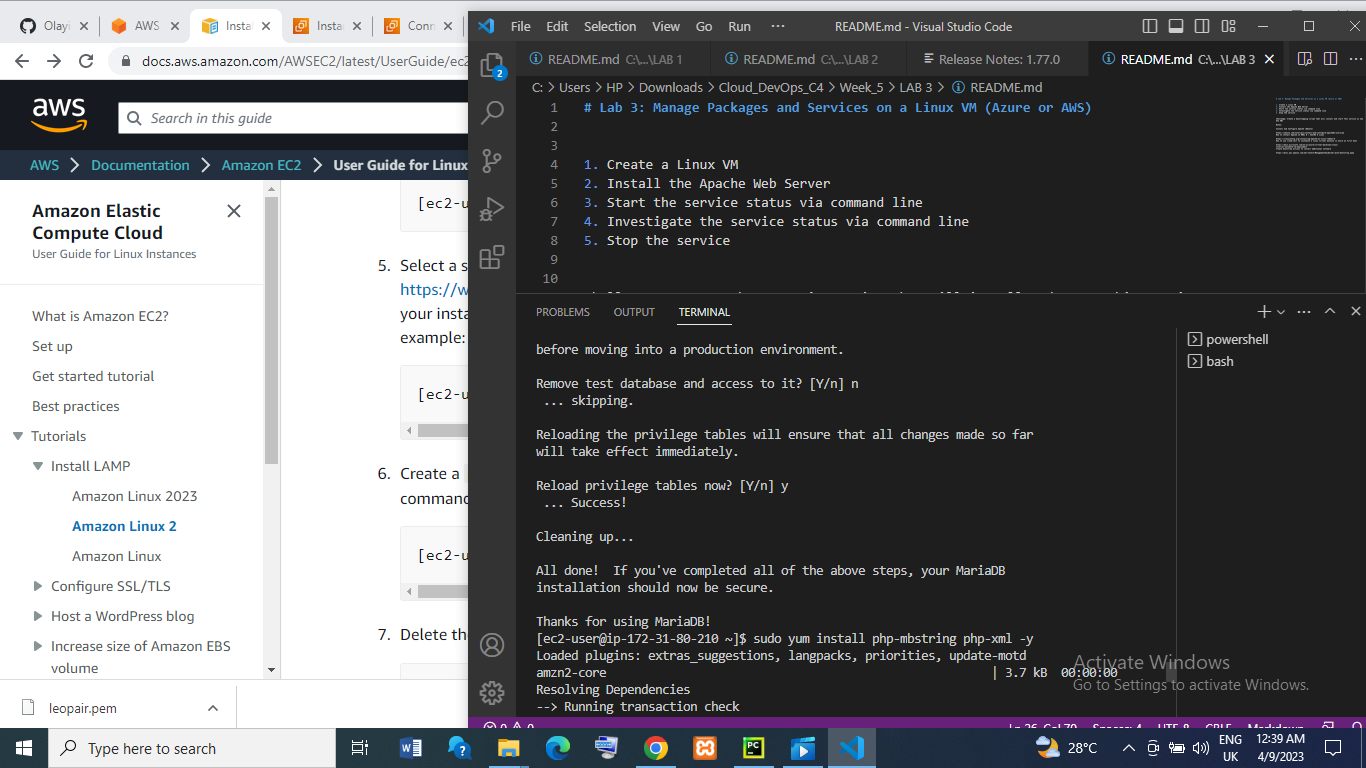 Olayi
AWS
Instal
Instan
Conn
docs.aws.amazon.com/AWSEC2/latest/UserGuide/ec2
aws
Search in this guide
AWS > Documentation > Amazon EC2 > User Guide for Linux
Amazon Elastic
Compute Cloud
User Guide for Linux Instances
What is Amazon EC2?
Set up
Get started tutorial
Best practices
Tutorials
Install LAMP
Amazon Linux 2023
Amazon Linux 2
Amazon Linux
Configure SSL/TLS
Host a WordPress blog
Increase size of Amazon EBS
volume
[ec2-u
5. Select a s
https://w
your insta
example:
[ec2-u
6. Create a
command
[ec2-u
7. Delete the
leopair.pem
File Edit Selection View Go Run ··· README.md - Visual Studio Code
README.md C:\...\LAB 1
README.md C:\...\LAB 2
Release Notes: 1.77.0
README.md C:\...\LAB 3
2
C: > Users > HP > Downloads > Cloud_DevOps_C4 > Week_5 > LAB 3 > README.md
1 # Lab 3: Manage Packages and Services on a Linux VM (Azure or AWS)
2
3
4 1. Create a Linux VM
5 2. Install the Apache Web Server
6 3. Start the service status via command line
7 4. Investigate the service status via command line
8 5. Stop the service
9
10
PROBLEMS OUTPUT TERMINAL
powershell
bash
before moving into a production environment.
Remove test database and access to it? [Y/n] n
... skipping.
Reloading the privilege tables will ensure that all changes made so far
will take effect immediately.
Reload privilege tables now? [Y/n] y
... Success!
Cleaning up...
All done! If you've completed all of the above steps, your MariaDB
installation should now be secure.
Thanks for using MariaDB!
[ec2-user@ip-172-31-80-210 ~]$ sudo yum install php-mbstring php-xml -y
Loaded plugins: extras_suggestions, langpacks, priorities, update-motd
amzn2-core | 3.7 kB 00:00:00
Resolving Dependencies
--> Running transaction check
Activate Windows
Go to Settings to activate Windows.
Type here to search
28°C
ENG
UK
12:39 AM
4/9/2023